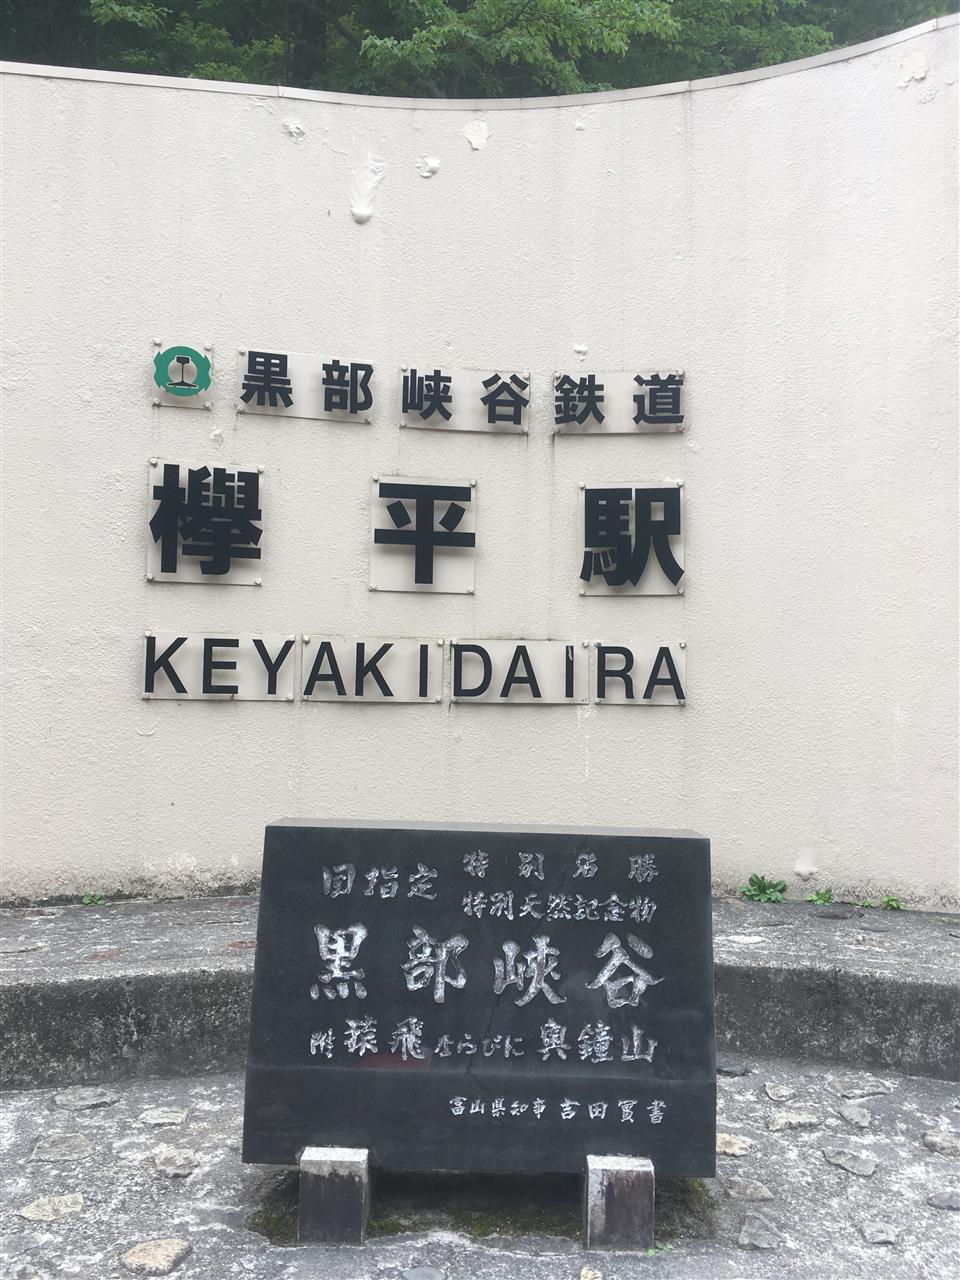 黒部峡谷鉄道
欅平駅
KEYAKIDAIRA
特別名勝
国指定
特別天然記念物
黒部峡谷
附猿飛ならびに奥鐘山
富山県知事 吉田實書